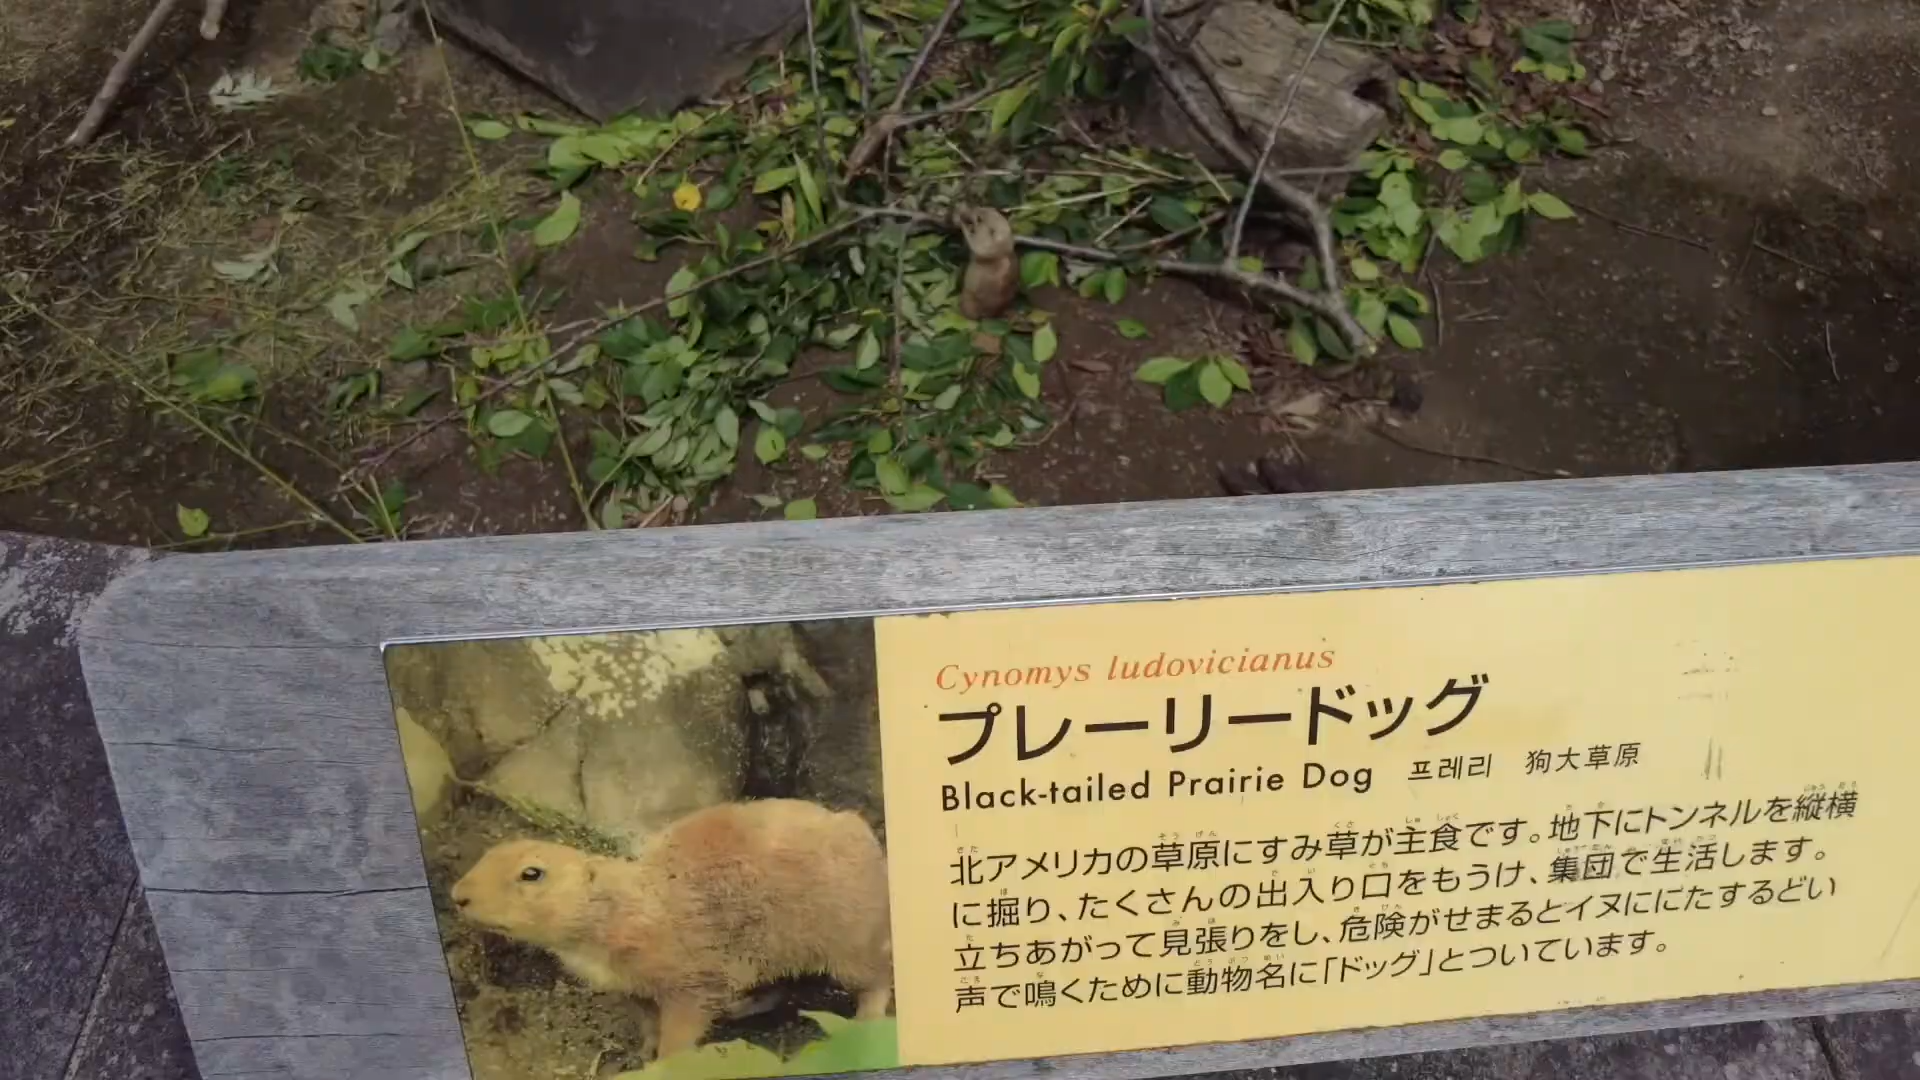 Cynomys ludovicianus
プレーリードッグ
Black-tailed Prairie Dog 프레리 狗大草原
北アメリカの草原にすみ草が主食です。地下にトンネルを縦横
に掘り、たくさんの出入り口をもうけ、集団で生活します。
立ちあがって見張りをし、危険がせまるとイヌににたするどい
声で鳴くために動物名に「ドッグ」とついています。